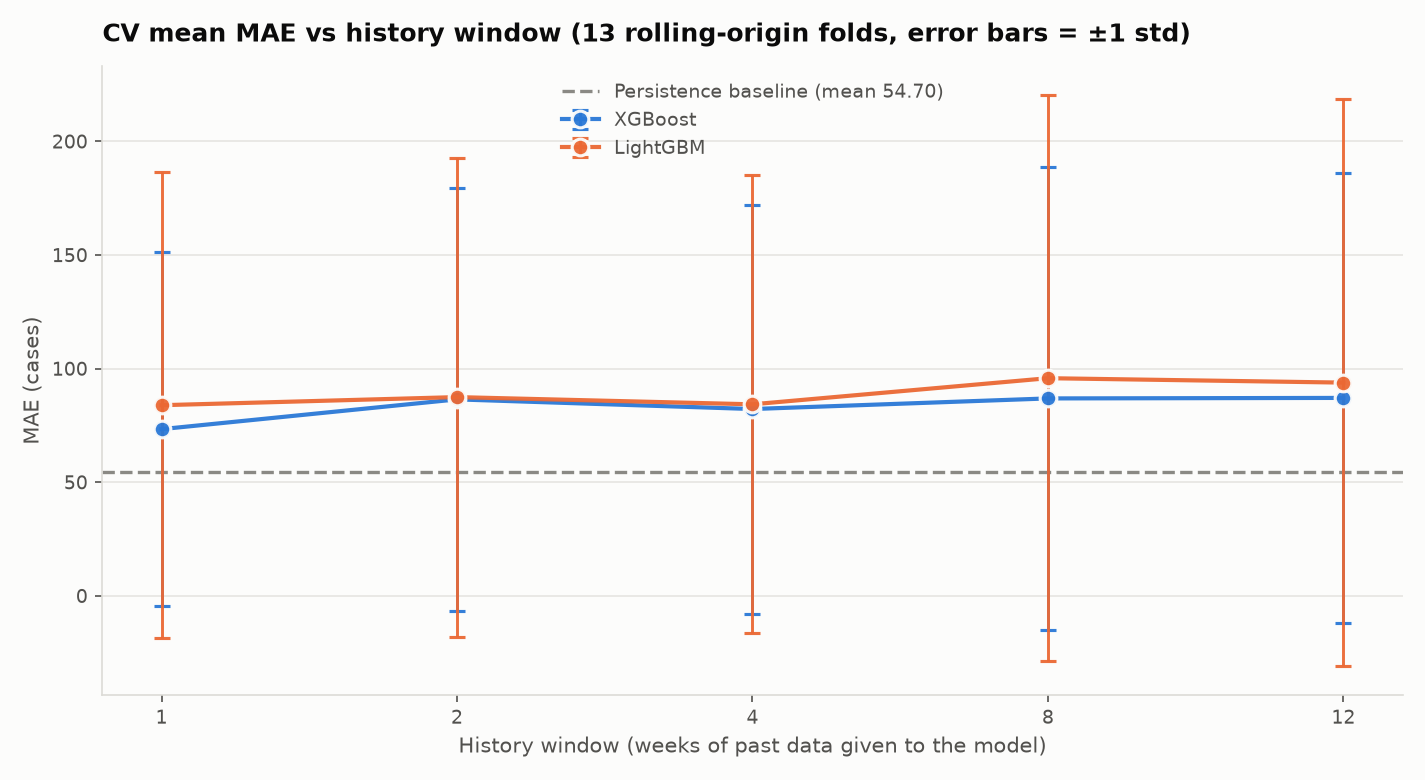 CV mean MAE vs history window (13 rolling-origin folds, error bars = ±1 std)
Persistence baseline (mean 54.70)
XGBoost
LightGBM
MAE (cases)
200
150
100
50
0
1 2 4 8 12
History window (weeks of past data given to the model)